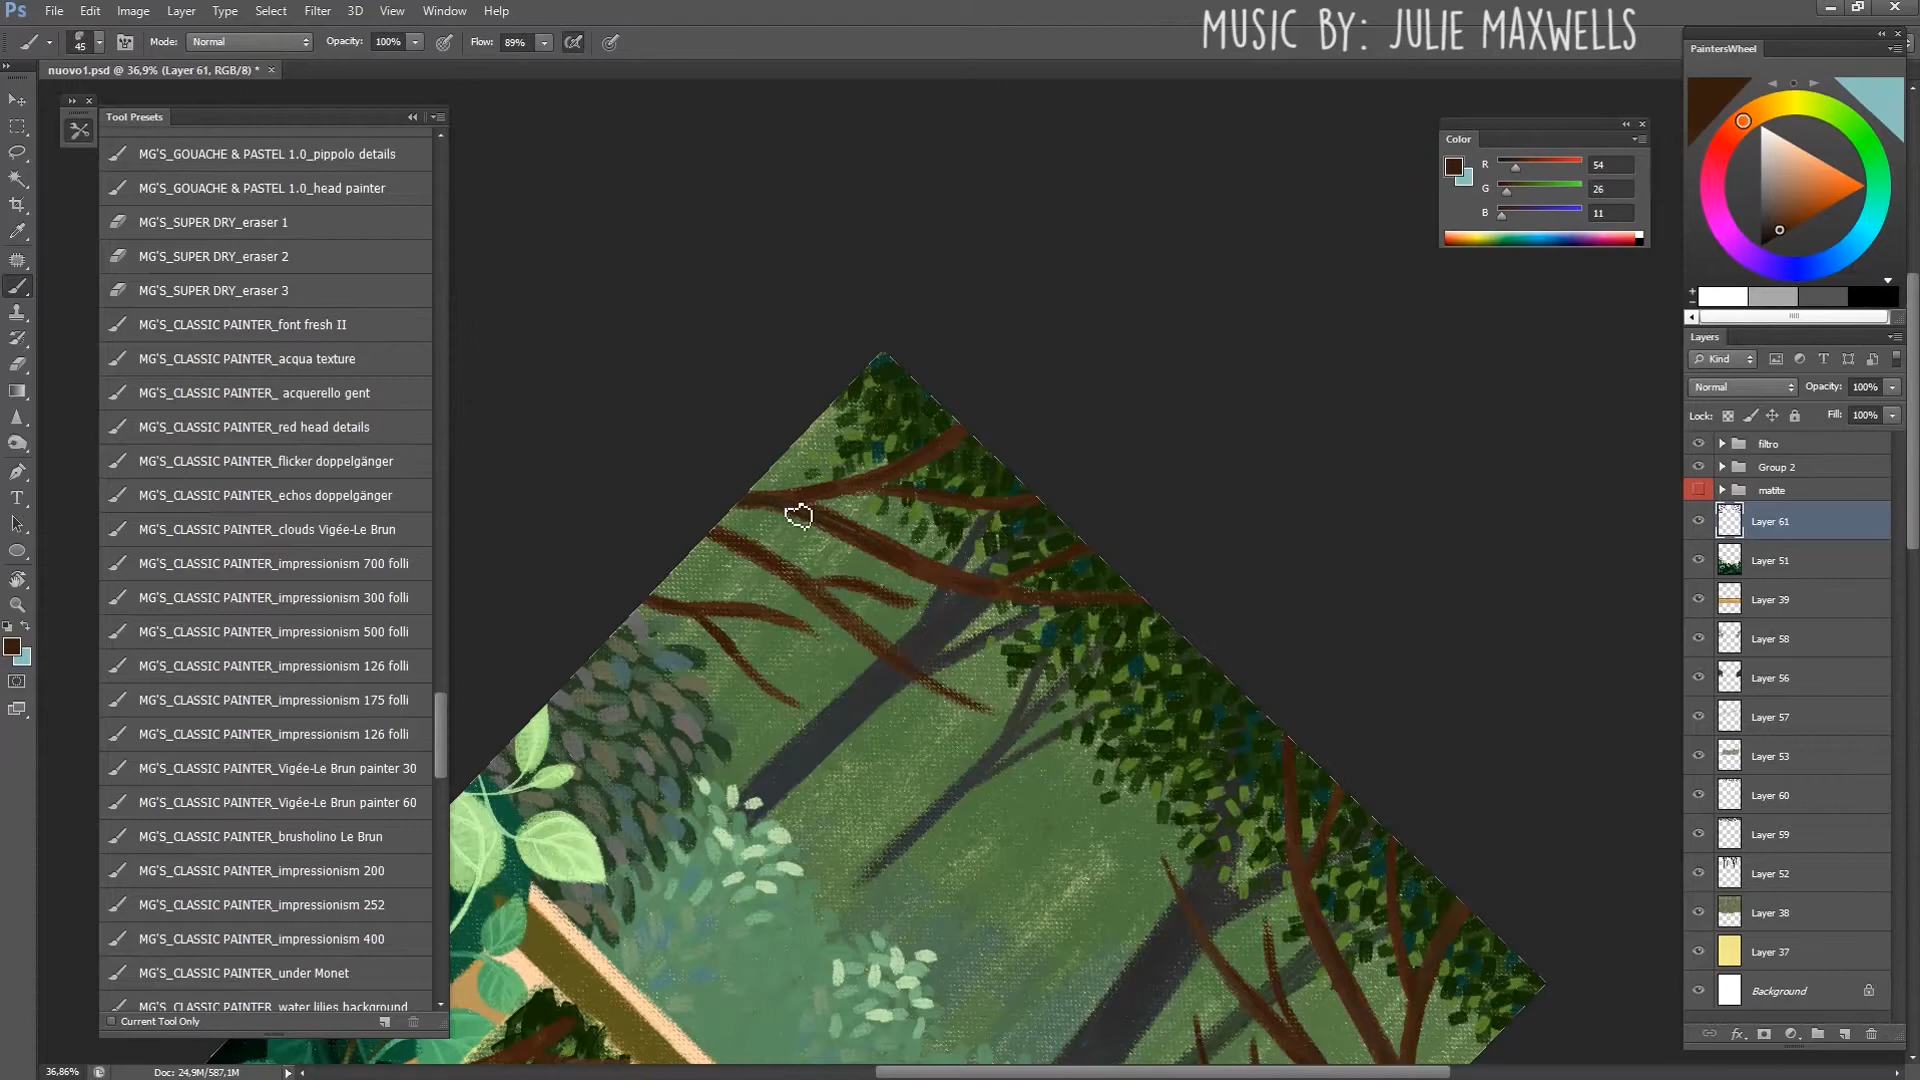 Ps File Edit Image Layer Type Select Filter 3D View Window Help
MUSIC BY: JULIE MAXWELLS
45 Mode: Normal Opacity: 100% Flow: 89%
nuovo1.psd @ 36,9% (Layer 61, RGB/8) * ×
Tool Presets
MG'S_GOUACHE & PASTEL 1.0_pippolo details
MG'S_GOUACHE & PASTEL 1.0_head painter
MG'S_SUPER DRY_eraser 1
MG'S_SUPER DRY_eraser 2
MG'S_SUPER DRY_eraser 3
MG'S_CLASSIC PAINTER_font fresh II
MG'S_CLASSIC PAINTER_acqua texture
MG'S_CLASSIC PAINTER_ acquerello gent
MG'S_CLASSIC PAINTER_red head details
MG'S_CLASSIC PAINTER_flicker doppelgänger
MG'S_CLASSIC PAINTER_echos doppelgänger
MG'S_CLASSIC PAINTER_clouds Vigée-Le Brun
MG'S_CLASSIC PAINTER_impressionism 700 folli
MG'S_CLASSIC PAINTER_impressionism 300 folli
MG'S_CLASSIC PAINTER_impressionism 500 folli
MG'S_CLASSIC PAINTER_impressionism 126 folli
MG'S_CLASSIC PAINTER_impressionism 175 folli
MG'S_CLASSIC PAINTER_impressionism 126 folli
MG'S_CLASSIC PAINTER_Vigée-Le Brun painter 30
MG'S_CLASSIC PAINTER_Vigée-Le Brun painter 60
MG'S_CLASSIC PAINTER_brusholino Le Brun
MG'S_CLASSIC PAINTER_impressionism 200
MG'S_CLASSIC PAINTER_impressionism 252
MG'S_CLASSIC PAINTER_impressionism 400
MG'S_CLASSIC PAINTER_under Monet
MG'S_CLASSIC PAINTER_water lilies background
Current Tool Only
36,86% Doc: 24,9M/587,1M
Color
R 54
G 26
B 11
PaintersWheel
Layers
Kind
Normal Opacity: 100%
Lock: Fill: 100%
filtro
Group 2
matite
Layer 61
Layer 51
Layer 39
Layer 58
Layer 56
Layer 57
Layer 53
Layer 60
Layer 59
Layer 52
Layer 38
Layer 37
Background
fx